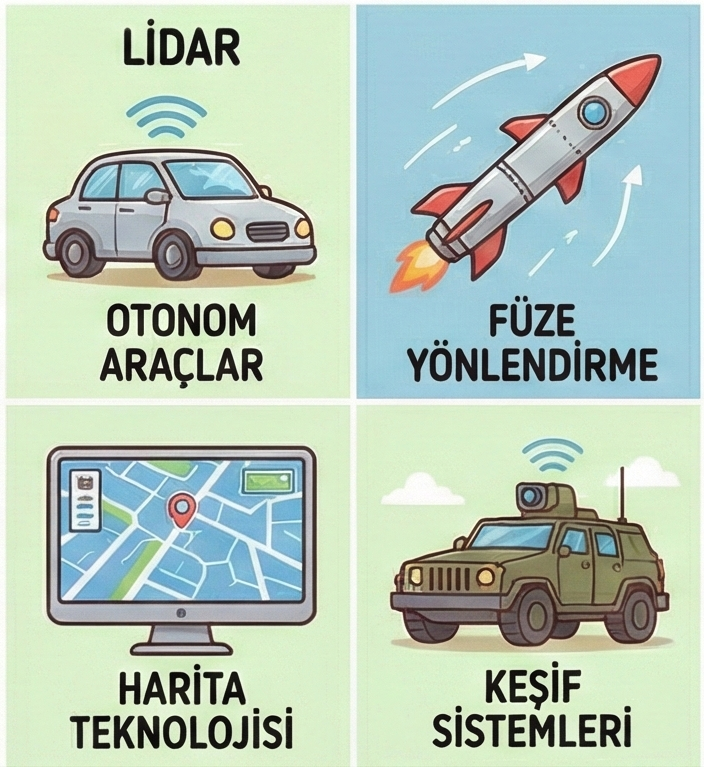 LİDAR
OTONOM
ARAÇLAR
FÜZE
YÖNLENDİRME
HARİTA
TEKNOLOJİSİ
KEŞİF
SİSTEMLERİ